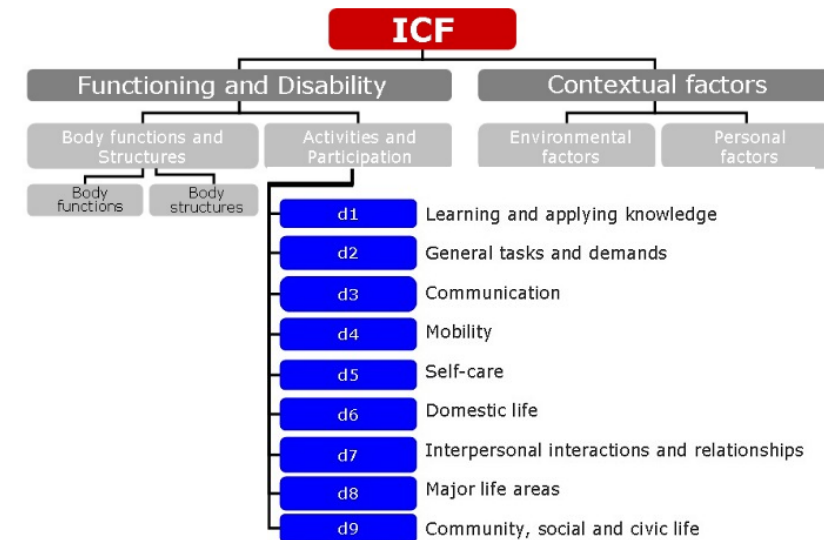 ICF
Functioning and Disability
Contextual factors
Body functions and
Structures
Activities and
Participation
Environmental
factors
Personal
factors
Body
functions
Body
structures
d1 Learning and applying knowledge
d2 General tasks and demands
d3 Communication
d4 Mobility
d5 Self-care
d6 Domestic life
d7 Interpersonal interactions and relationships
d8 Major life areas
d9 Community, social and civic life